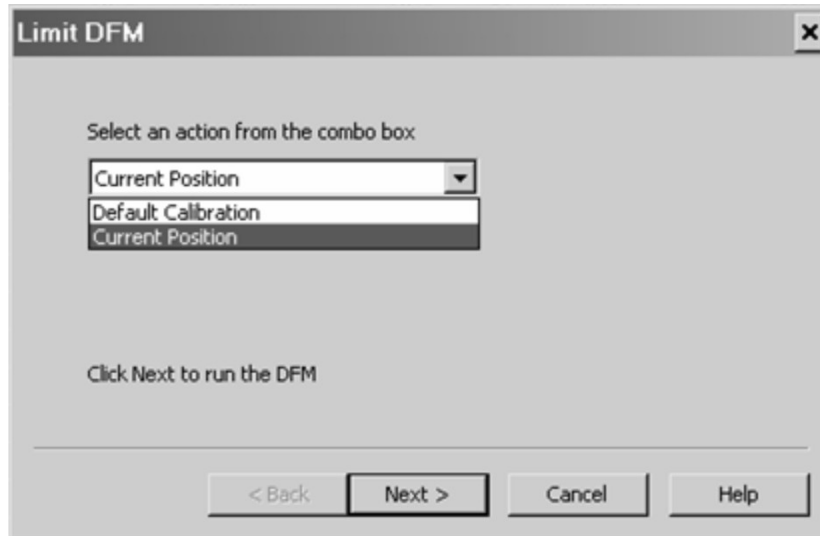 Limit DFM
Select an action from the combo box
Current Position
Default Calibration
Current Position
Click Next to run the DFM
< Back Next > Cancel Help